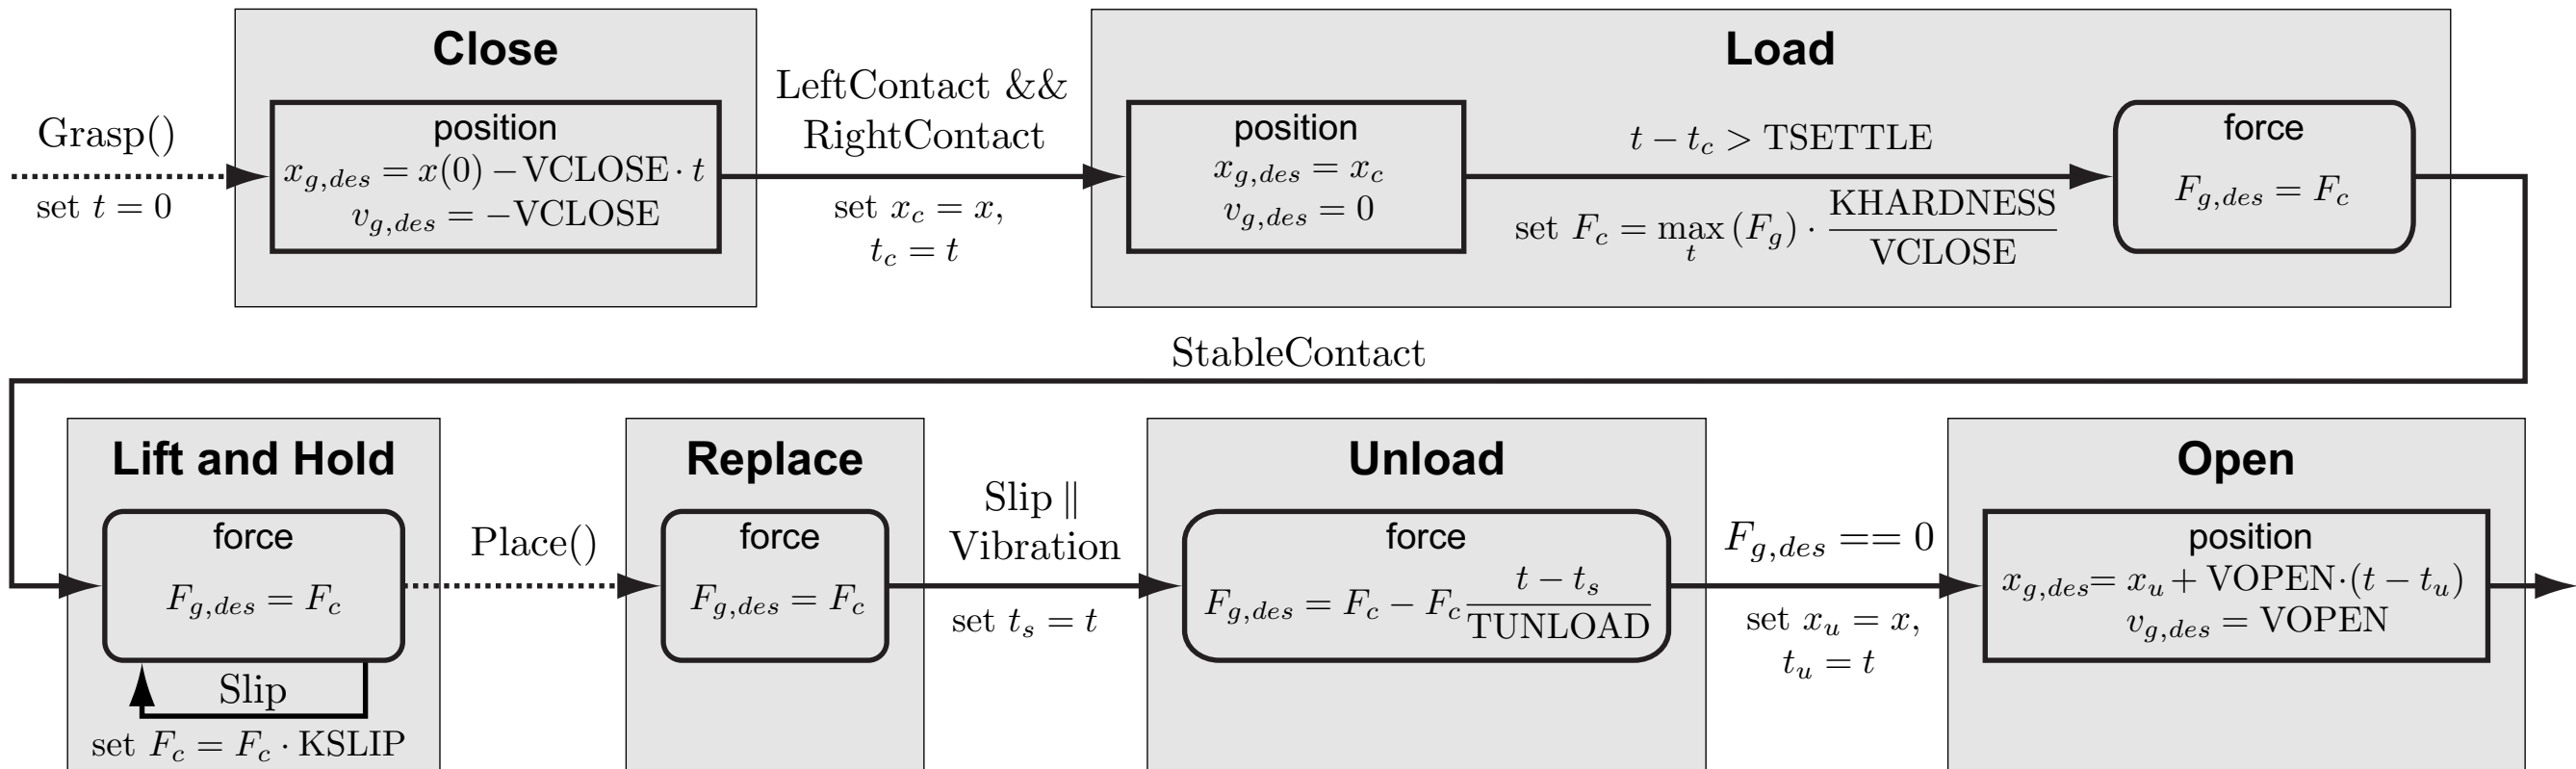 Close
Load
Grasp()
set t = 0
position
x_{g,des} = x(0) − VCLOSE · t
v_{g,des} = −VCLOSE
LeftContact &&
RightContact
set x_c = x,
t_c = t
position
x_{g,des} = x_c
v_{g,des} = 0
t − t_c > TSETTLE
set F_c = max_t (F_g) · KHARDNESS / VCLOSE
force
F_{g,des} = F_c
StableContact
Lift and Hold
force
F_{g,des} = F_c
Slip
set F_c = F_c · KSLIP
Place()
Replace
force
F_{g,des} = F_c
Slip ||
Vibration
set t_s = t
Unload
force
F_{g,des} = F_c − F_c (t − t_s) / TUNLOAD
F_{g,des} == 0
set x_u = x,
t_u = t
Open
position
x_{g,des} = x_u + VOPEN·(t − t_u)
v_{g,des} = VOPEN